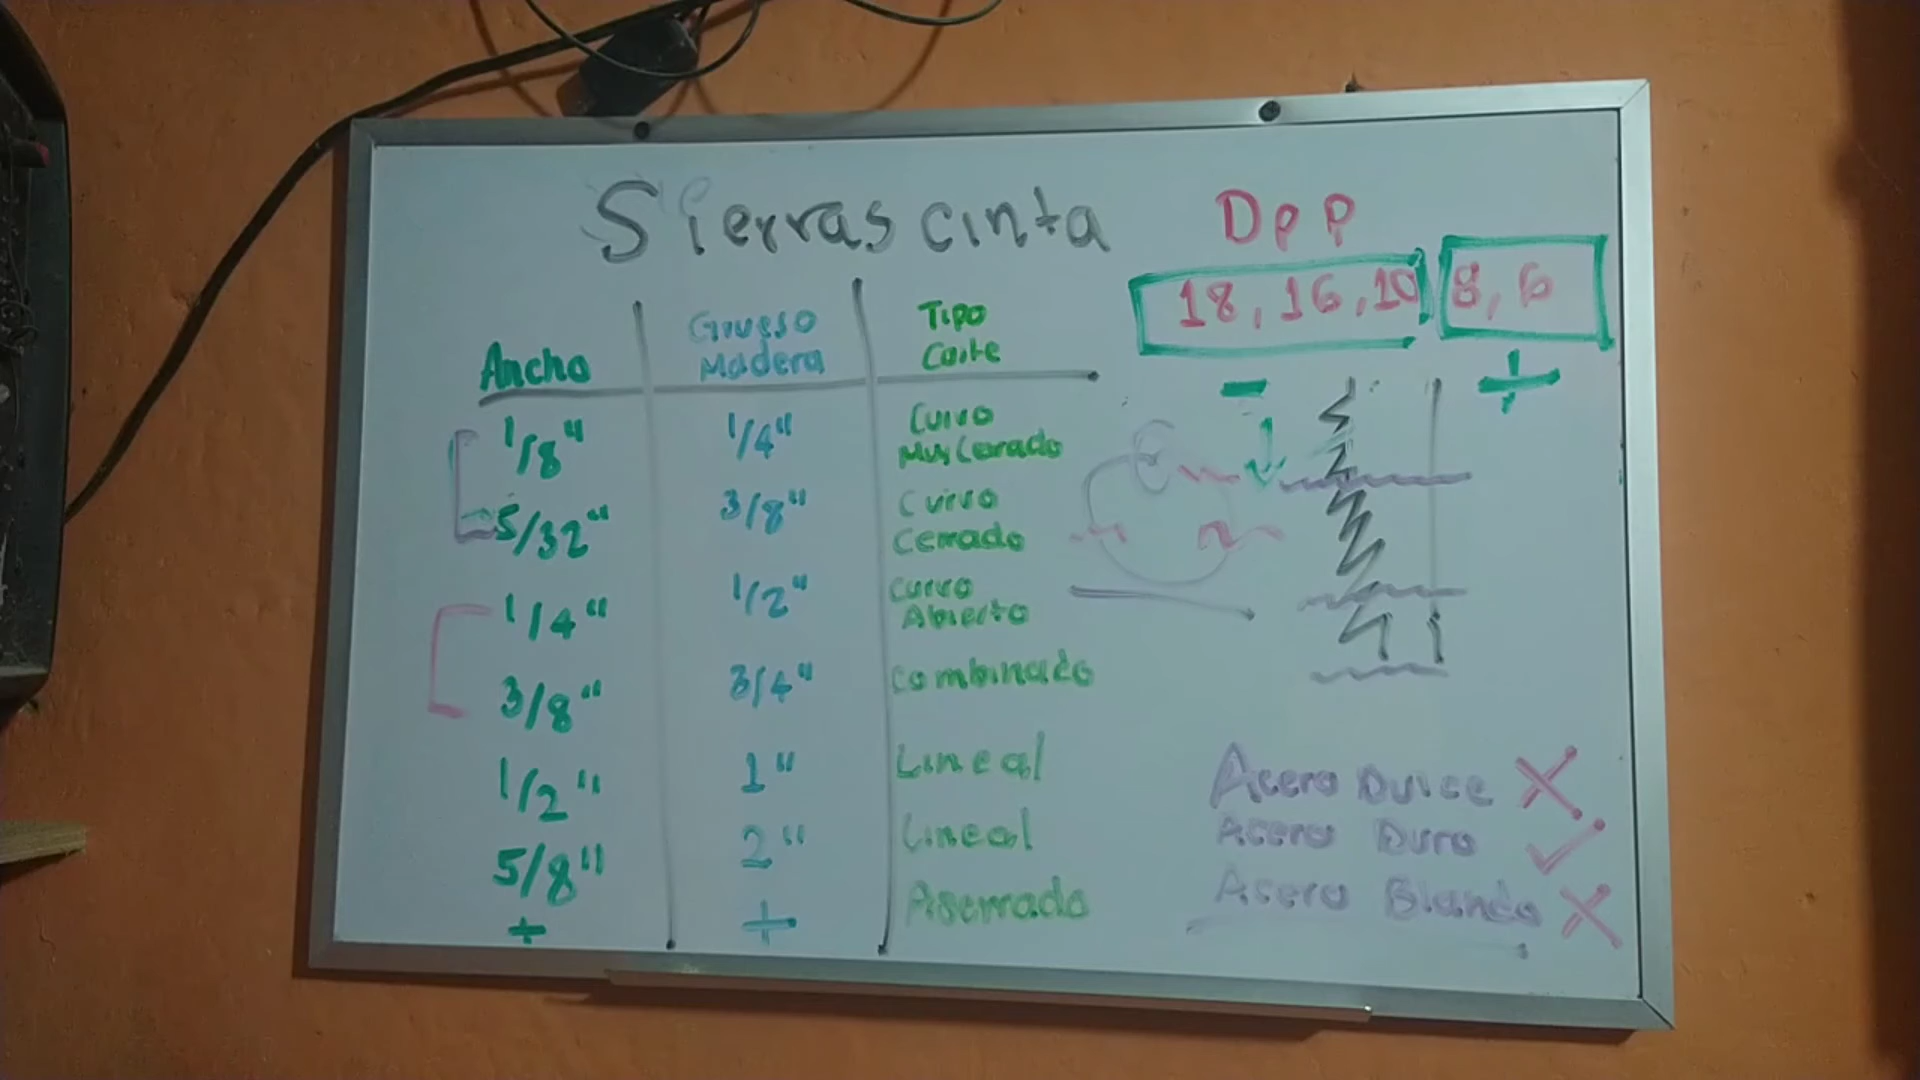 Sierras cinta
DPP
18, 16, 10 8, 6
- +
Ancho
Grueso
Madera
Tipo
Corte
1/8" 1/4" Curvo
Muy Cerrado
5/32" 3/8" Curvo
Cerrado
1/4" 1/2" Curvo
Abierto
3/8" 3/4" Combinado
1/2" 1" Lineal
5/8" 2" Lineal
+ + Aserrado
Acero Dulce X
Acero Duro ✓
Acero Blando X